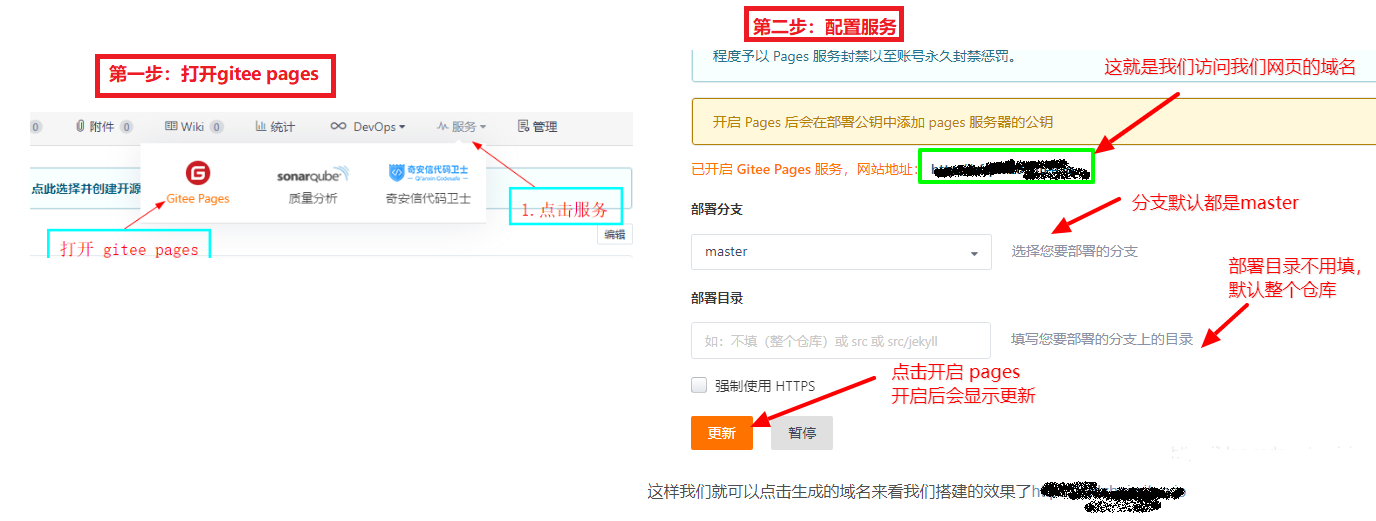 第一步：打开gitee pages
0
附件 0
Wiki 0
统计
DevOps
服务
管理
点此选择并创建开源
Gitee Pages
sonarqube
质量分析
奇安信代码卫士
Qi'anxin Codesafe
奇安信代码卫士
1.点击服务
打开 gitee pages
编辑
第二步：配置服务
程度予以 Pages 服务封禁以至账号永久封禁惩罚。
这就是我们访问我们网页的域名
开启 Pages 后会在部署公钥中添加 pages 服务器的公钥
已开启 Gitee Pages 服务，网站地址：
部署分支
分支默认都是master
master
选择您要部署的分支
部署目录不用填，
默认整个仓库
部署目录
如：不填（整个仓库）或 src 或 src/jekyll
填写您要部署的分支上的目录
强制使用 HTTPS
点击开启 pages
开启后会显示更新
更新
暂停
这样我们就可以点击生成的域名来看我们搭建的效果了